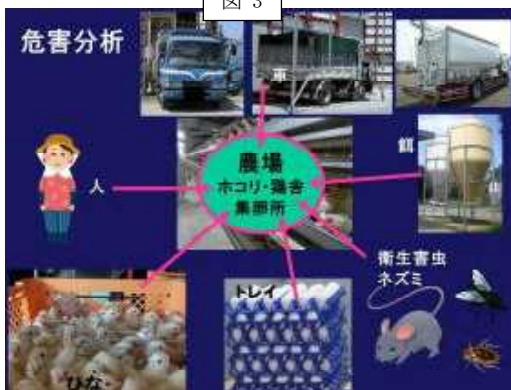 図 3
危害分析
車
農場
ホコリ・鶏舎
集卵所
人
餌
衛生害虫
ネズミ
トレイ
ひな